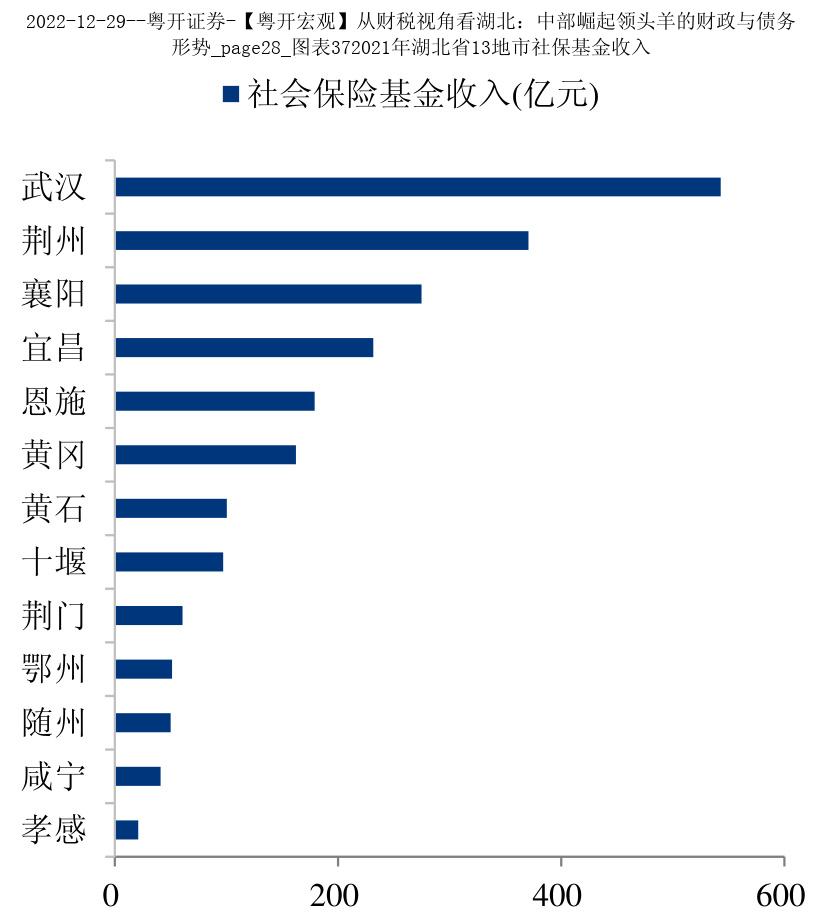 2022-12-29--粤开证券-【粤开宏观】从财税视角看湖北：中部崛起领头羊的财政与债务
形势_page28_图表372021年湖北省13地市社保基金收入
社会保险基金收入(亿元)
武汉
荆州
襄阳
宜昌
恩施
黄冈
黄石
十堰
荆门
鄂州
随州
咸宁
孝感
0 200 400 600